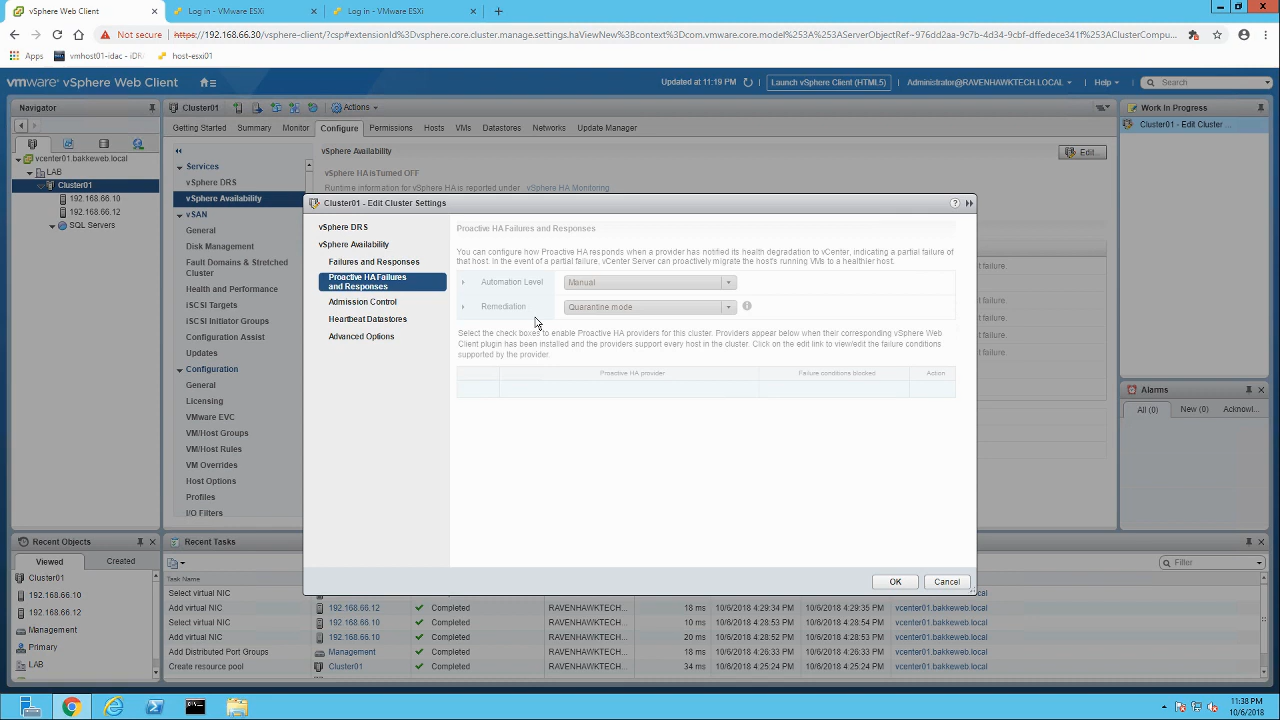 vSphere Web Client
Log in - VMware ESXi
Log in - VMware ESXi
https://192.168.66.30/vsphere-client/?csp#extensionId%3Dvsphere.core.cluster.manage.settings.haViewNew%3Bcontext%3Dcom.vmware.core.model%253A%253AServerObjectRef~976dd2aa-9c7b-4d34-9cbf-dffedece341f%253AClusterCompu...
Apps
vmhost01-idac - iDR
host-esxi01
vmware vSphere Web Client
Updated at 11:19 PM
Launch vSphere Client (HTML5)
Administrator@RAVENHAWKTECH.LOCAL
Help
Search
Navigator
Cluster01
Actions
Work In Progress
Cluster01 - Edit Cluster ...
Getting Started
Summary
Monitor
Configure
Permissions
Hosts
VMs
Datastores
Networks
Update Manager
vcenter01.bakkeweb.local
LAB
Cluster01
192.168.66.10
192.168.66.12
SQL Servers
Services
vSphere DRS
vSphere Availability
vSAN
General
Disk Management
Fault Domains & Stretched
Cluster
Health and Performance
iSCSI Targets
iSCSI Initiator Groups
Configuration Assist
Updates
Configuration
General
Licensing
VMware EVC
VM/Host Groups
VM/Host Rules
VM Overrides
Host Options
Profiles
I/O Filters
vSphere Availability
Edit...
vSphere HA isTurned OFF
Runtime information for vSphere HA is reported under vSphere HA Monitoring
t failure.
t failure.
t failure.
t failure.
t failure.
Cluster01 - Edit Cluster Settings
vSphere DRS
vSphere Availability
Failures and Responses
Proactive HA Failures
and Responses
Admission Control
Heartbeat Datastores
Advanced Options
Proactive HA Failures and Responses
You can configure how Proactive HA responds when a provider has notified its health degradation to vCenter, indicating a partial failure of
that host. In the event of a partial failure, vCenter Server can proactively migrate the host's running VMs to a healthier host.
Automation Level
Manual
Remediation
Quarantine mode
Select the check boxes to enable Proactive HA providers for this cluster. Providers appear below when their corresponding vSphere Web
Client plugin has been installed and the providers support every host in the cluster. Click on the edit link to view/edit the failure conditions
supported by the provider.
Proactive HA provider
Failure conditions blocked
Action
OK
Cancel
Alarms
All (0)
New (0)
Acknowl...
Recent Objects
Viewed
Created
Cluster01
192.168.66.10
192.168.66.12
Management
Primary
LAB
Recent Tasks
Filter
Task Name
Select virtual NIC
Add virtual NIC 192.168.66.12 Completed RAVENHAWKTECH... 18 ms 10/6/2018 4:29:34 PM 10/6/2018 4:29:35 PM vcenter01.bakkeweb.local
Select virtual NIC 192.168.66.10 Completed RAVENHAWKTECH... 10 ms 10/6/2018 4:28:53 PM 10/6/2018 4:28:54 PM vcenter01.bakkeweb.local
Add virtual NIC 192.168.66.10 Completed RAVENHAWKTECH... 20 ms 10/6/2018 4:28:52 PM 10/6/2018 4:28:53 PM vcenter01.bakkeweb.local
Add Distributed Port Groups Management Completed RAVENHAWKTECH... 18 ms 10/6/2018 4:28:33 PM 10/6/2018 4:28:33 PM vcenter01.bakkeweb.local
Create resource pool Cluster01 Completed RAVENHAWKTECH... 34 ms 10/6/2018 4:25:24 PM 10/6/2018 4:25:24 PM vcenter01.bakkeweb.local
11:38 PM
10/6/2018